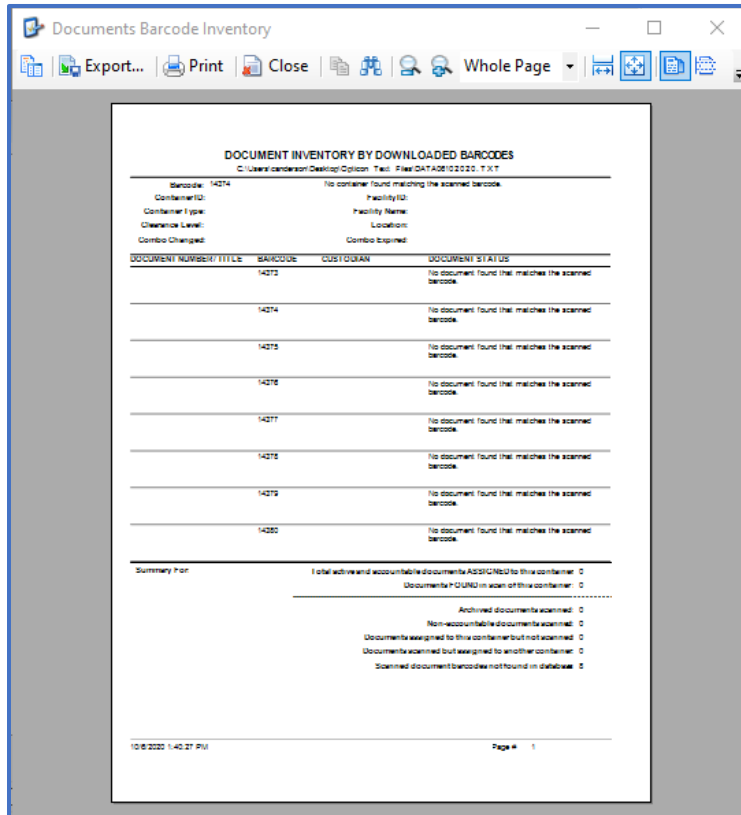 Documents Barcode Inventory
Export... Print Close Whole Page
DOCUMENT INVENTORY BY DOWNLOADED BARCODES
C:\Users\canderson\Desktop\Opticon Text Files\DATA06102020.TXT
Barcode: 14374 No container found matching the scanned barcode.
ContainerID: FacilityID:
Container Type: Facility Name:
Clearance Level: Location:
Combo Changed: Combo Expired:
DOCUMENT NUMBER/TITLE BARCODE CUSTODIAN DOCUMENT STATUS
14373 No document found that matches the scanned
barcode.
14374 No document found that matches the scanned
barcode.
14375 No document found that matches the scanned
barcode.
14376 No document found that matches the scanned
barcode.
14377 No document found that matches the scanned
barcode.
14378 No document found that matches the scanned
barcode.
14379 No document found that matches the scanned
barcode.
14380 No document found that matches the scanned
barcode.
Summary For: Total active and accountable documents ASSIGNED to this container: 0
Documents FOUND in scan of this container: 0
Archived documents scanned: 0
Non-accountable documents scanned: 0
Documents assigned to this container but not scanned: 0
Documents scanned but assigned to another container: 0
Scanned document barcodes not found in database: 8
10/6/2020 1:40:27 PM Page # 1